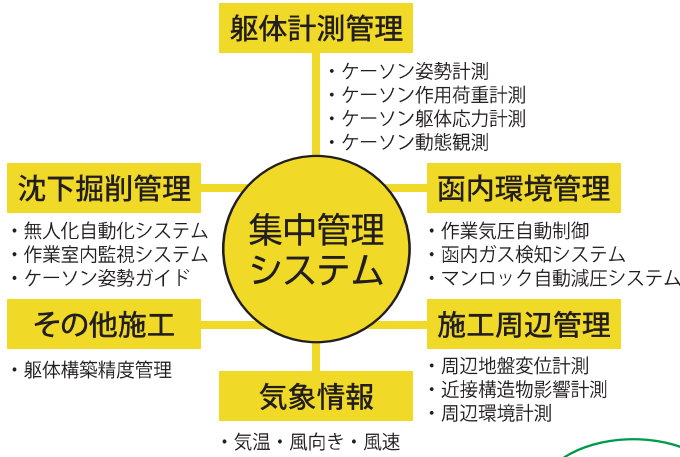 躯体計測管理
・ケーソン姿勢計測
・ケーソン作用荷重計測
・ケーソン躯体応力計測
・ケーソン動態観測
沈下掘削管理
・無人化自動化システム
・作業室内監視システム
・ケーソン姿勢ガイド
集中管理
システム
函内環境管理
・作業気圧自動制御
・函内ガス検知システム
・マンロック自動減圧システム
その他施工
・躯体構築精度管理
気象情報
・気温・風向き・風速
施工周辺管理
・周辺地盤変位計測
・近接構造物影響計測
・周辺環境計測